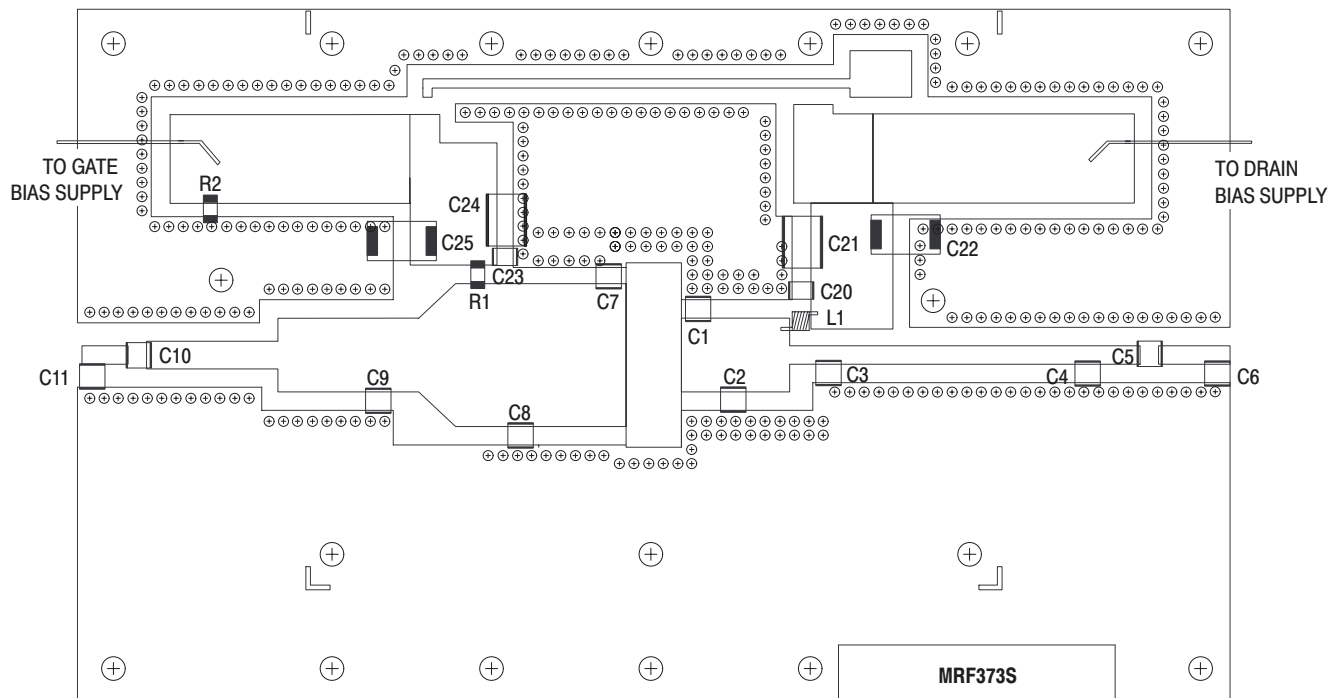 TO GATE
BIAS SUPPLY
TO DRAIN
BIAS SUPPLY
R2
C24
C25
C21
C22
C23
R1
C7
C20
C1
L1
C10
C11
C5
C9
C2
C3
C4
C6
C8
MRF373S